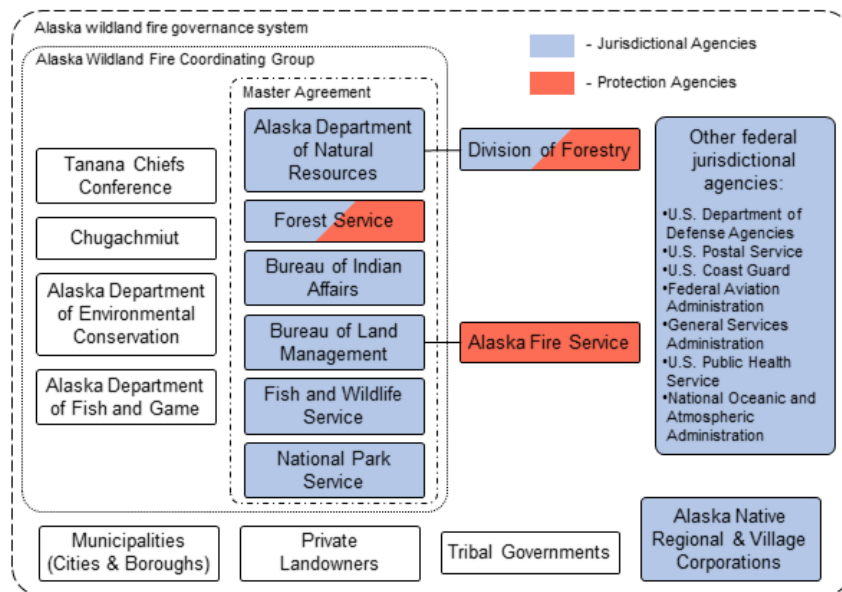 Alaska wildland fire governance system
Alaska Wildland Fire Coordinating Group
- Jurisdictional Agencies
- Protection Agencies
Master Agreement
Tanana Chiefs
Conference
Chugachmiut
Alaska Department
of Environmental
Conservation
Alaska Department
of Fish and Game
Alaska Department
of Natural
Resources
Forest Service
Bureau of Indian
Affairs
Bureau of Land
Management
Fish and Wildlife
Service
National Park
Service
Division of Forestry
Alaska Fire Service
Other federal
jurisdictional
agencies:
•U.S. Department of
Defense Agencies
•U.S. Postal Service
•U.S. Coast Guard
•Federal Aviation
Administration
•General Services
Administration
•U.S. Public Health
Service
•National Oceanic and
Atmospheric
Administration
Municipalities
(Cities & Boroughs)
Private
Landowners
Tribal Governments
Alaska Native
Regional & Village
Corporations